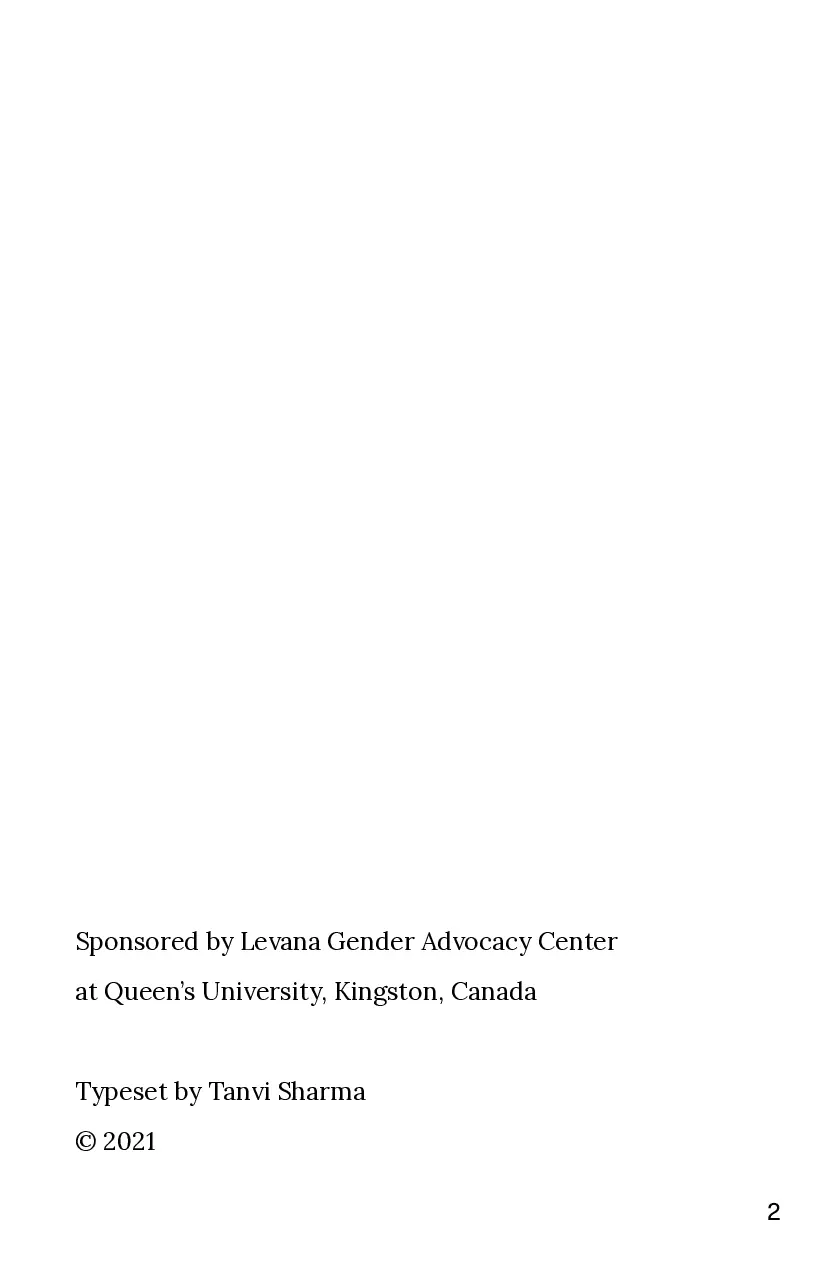 Sponsored by Levana Gender Advocacy Center
at Queen’s University, Kingston, Canada
Typeset by Tanvi Sharma
© 2021
2